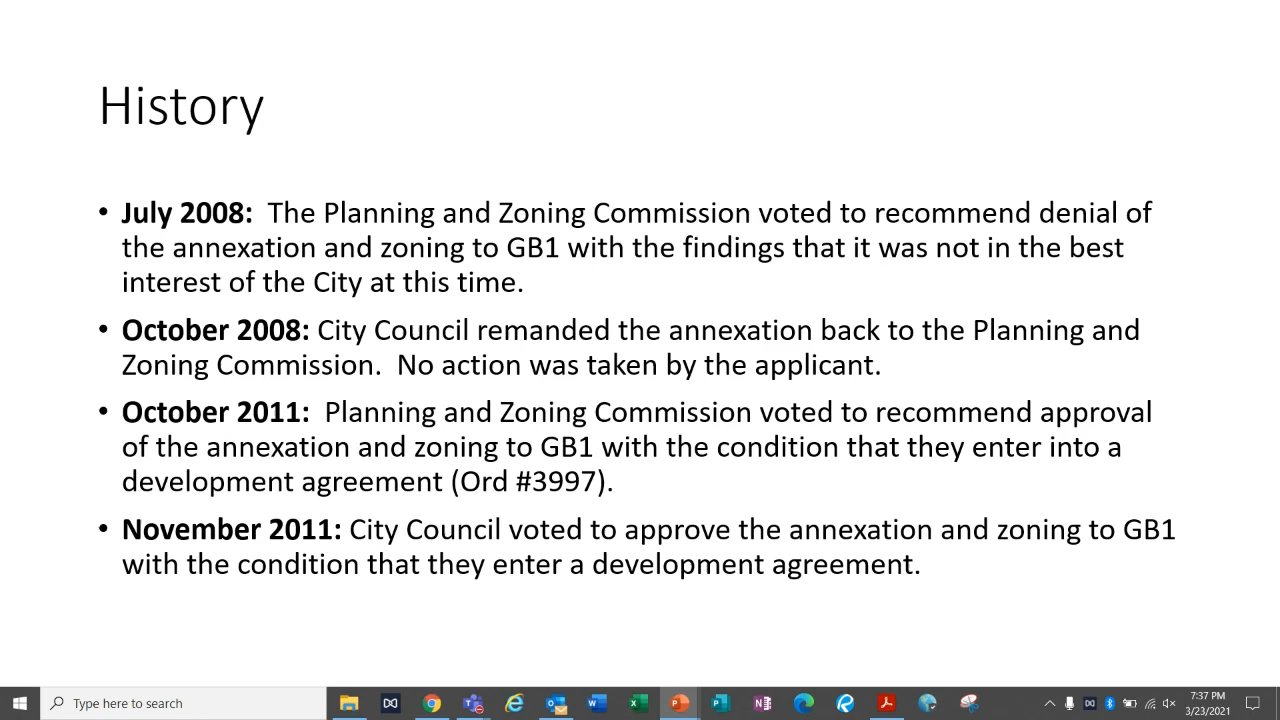 History
• July 2008:  The Planning and Zoning Commission voted to recommend denial of
the annexation and zoning to GB1 with the findings that it was not in the best
interest of the City at this time.
• October 2008: City Council remanded the annexation back to the Planning and
Zoning Commission.  No action was taken by the applicant.
• October 2011:  Planning and Zoning Commission voted to recommend approval
of the annexation and zoning to GB1 with the condition that they enter into a
development agreement (Ord #3997).
• November 2011: City Council voted to approve the annexation and zoning to GB1
with the condition that they enter a development agreement.
Type here to search
7:37 PM
3/23/2021